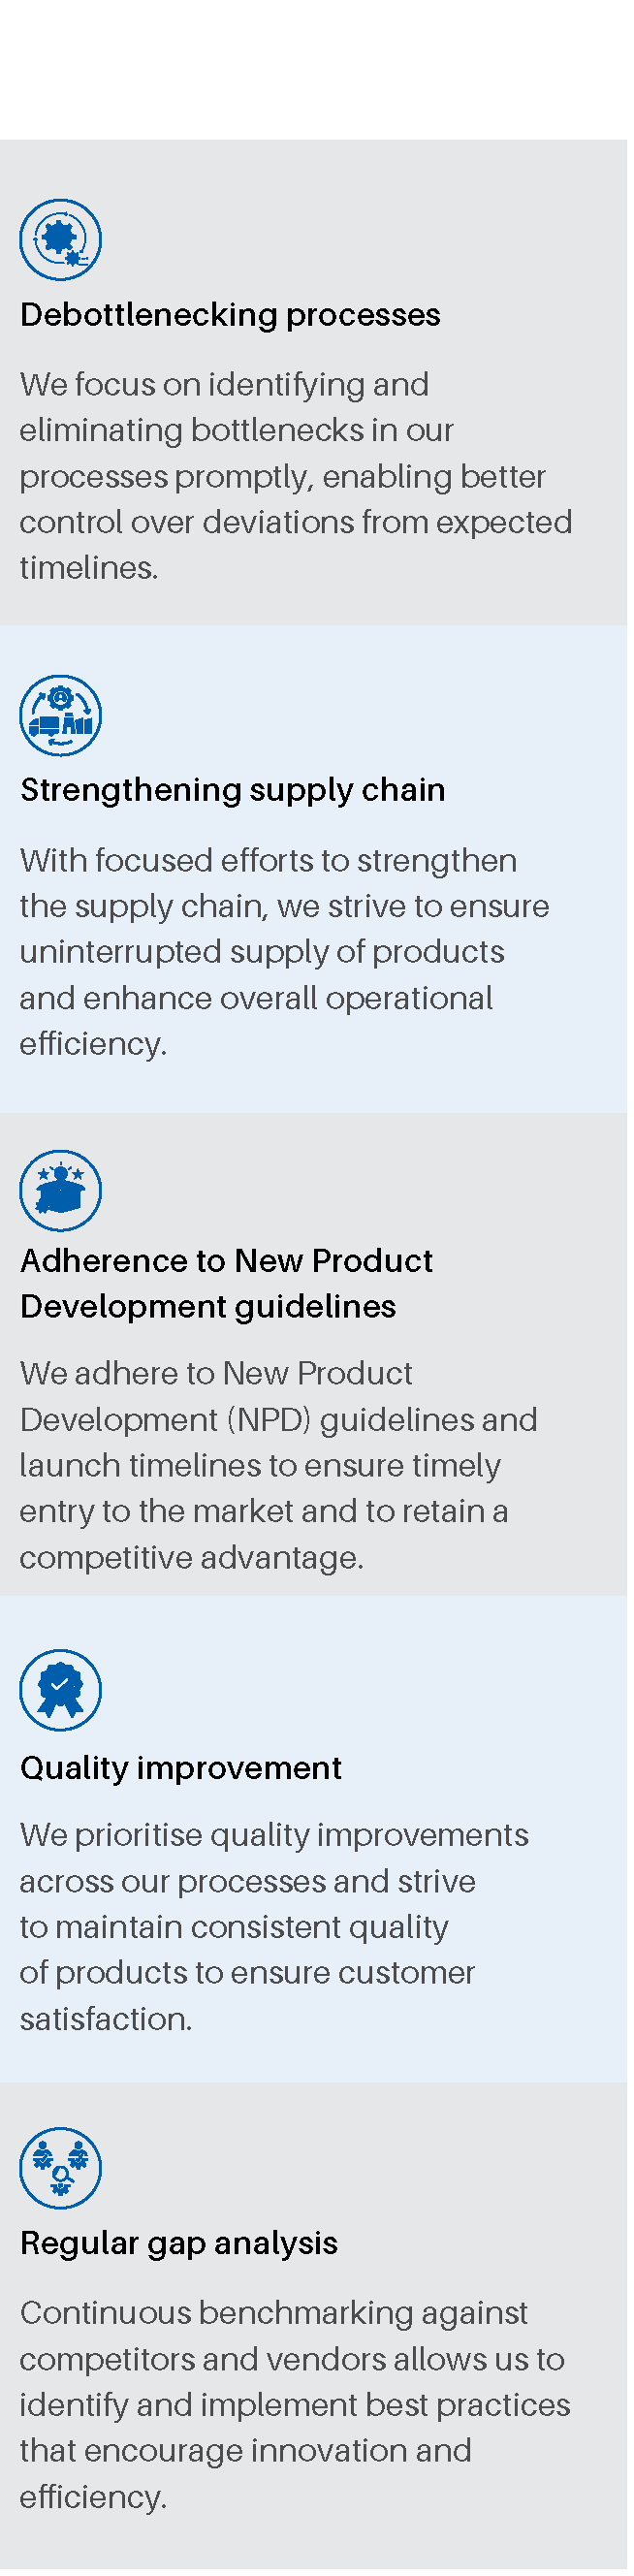 Debottlenecking processes
We focus on identifying and
eliminating bottlenecks in our
processes promptly, enabling better
control over deviations from expected
timelines.
Strengthening supply chain
With focused efforts to strengthen
the supply chain, we strive to ensure
uninterrupted supply of products
and enhance overall operational
efficiency.
Adherence to New Product
Development guidelines
We adhere to New Product
Development (NPD) guidelines and
launch timelines to ensure timely
entry to the market and to retain a
competitive advantage.
Quality improvement
We prioritise quality improvements
across our processes and strive
to maintain consistent quality
of products to ensure customer
satisfaction.
Regular gap analysis
Continuous benchmarking against
competitors and vendors allows us to
identify and implement best practices
that encourage innovation and
efficiency.